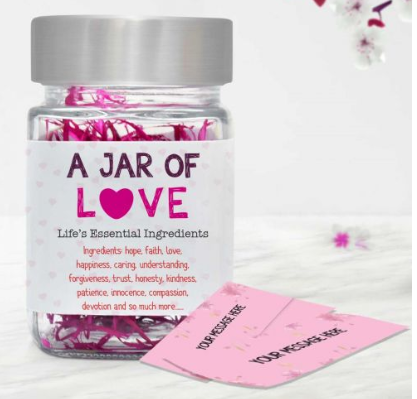 A JAR OF
LOVE
Life's Essential Ingredients
Ingredients: hope, faith, love,
happiness, caring, understanding,
forgiveness, trust, honesty, kindness,
patience, innocence, compassion,
devotion and so much more.....
YOUR MESSAGE HERE
YOUR MESSAGE HERE